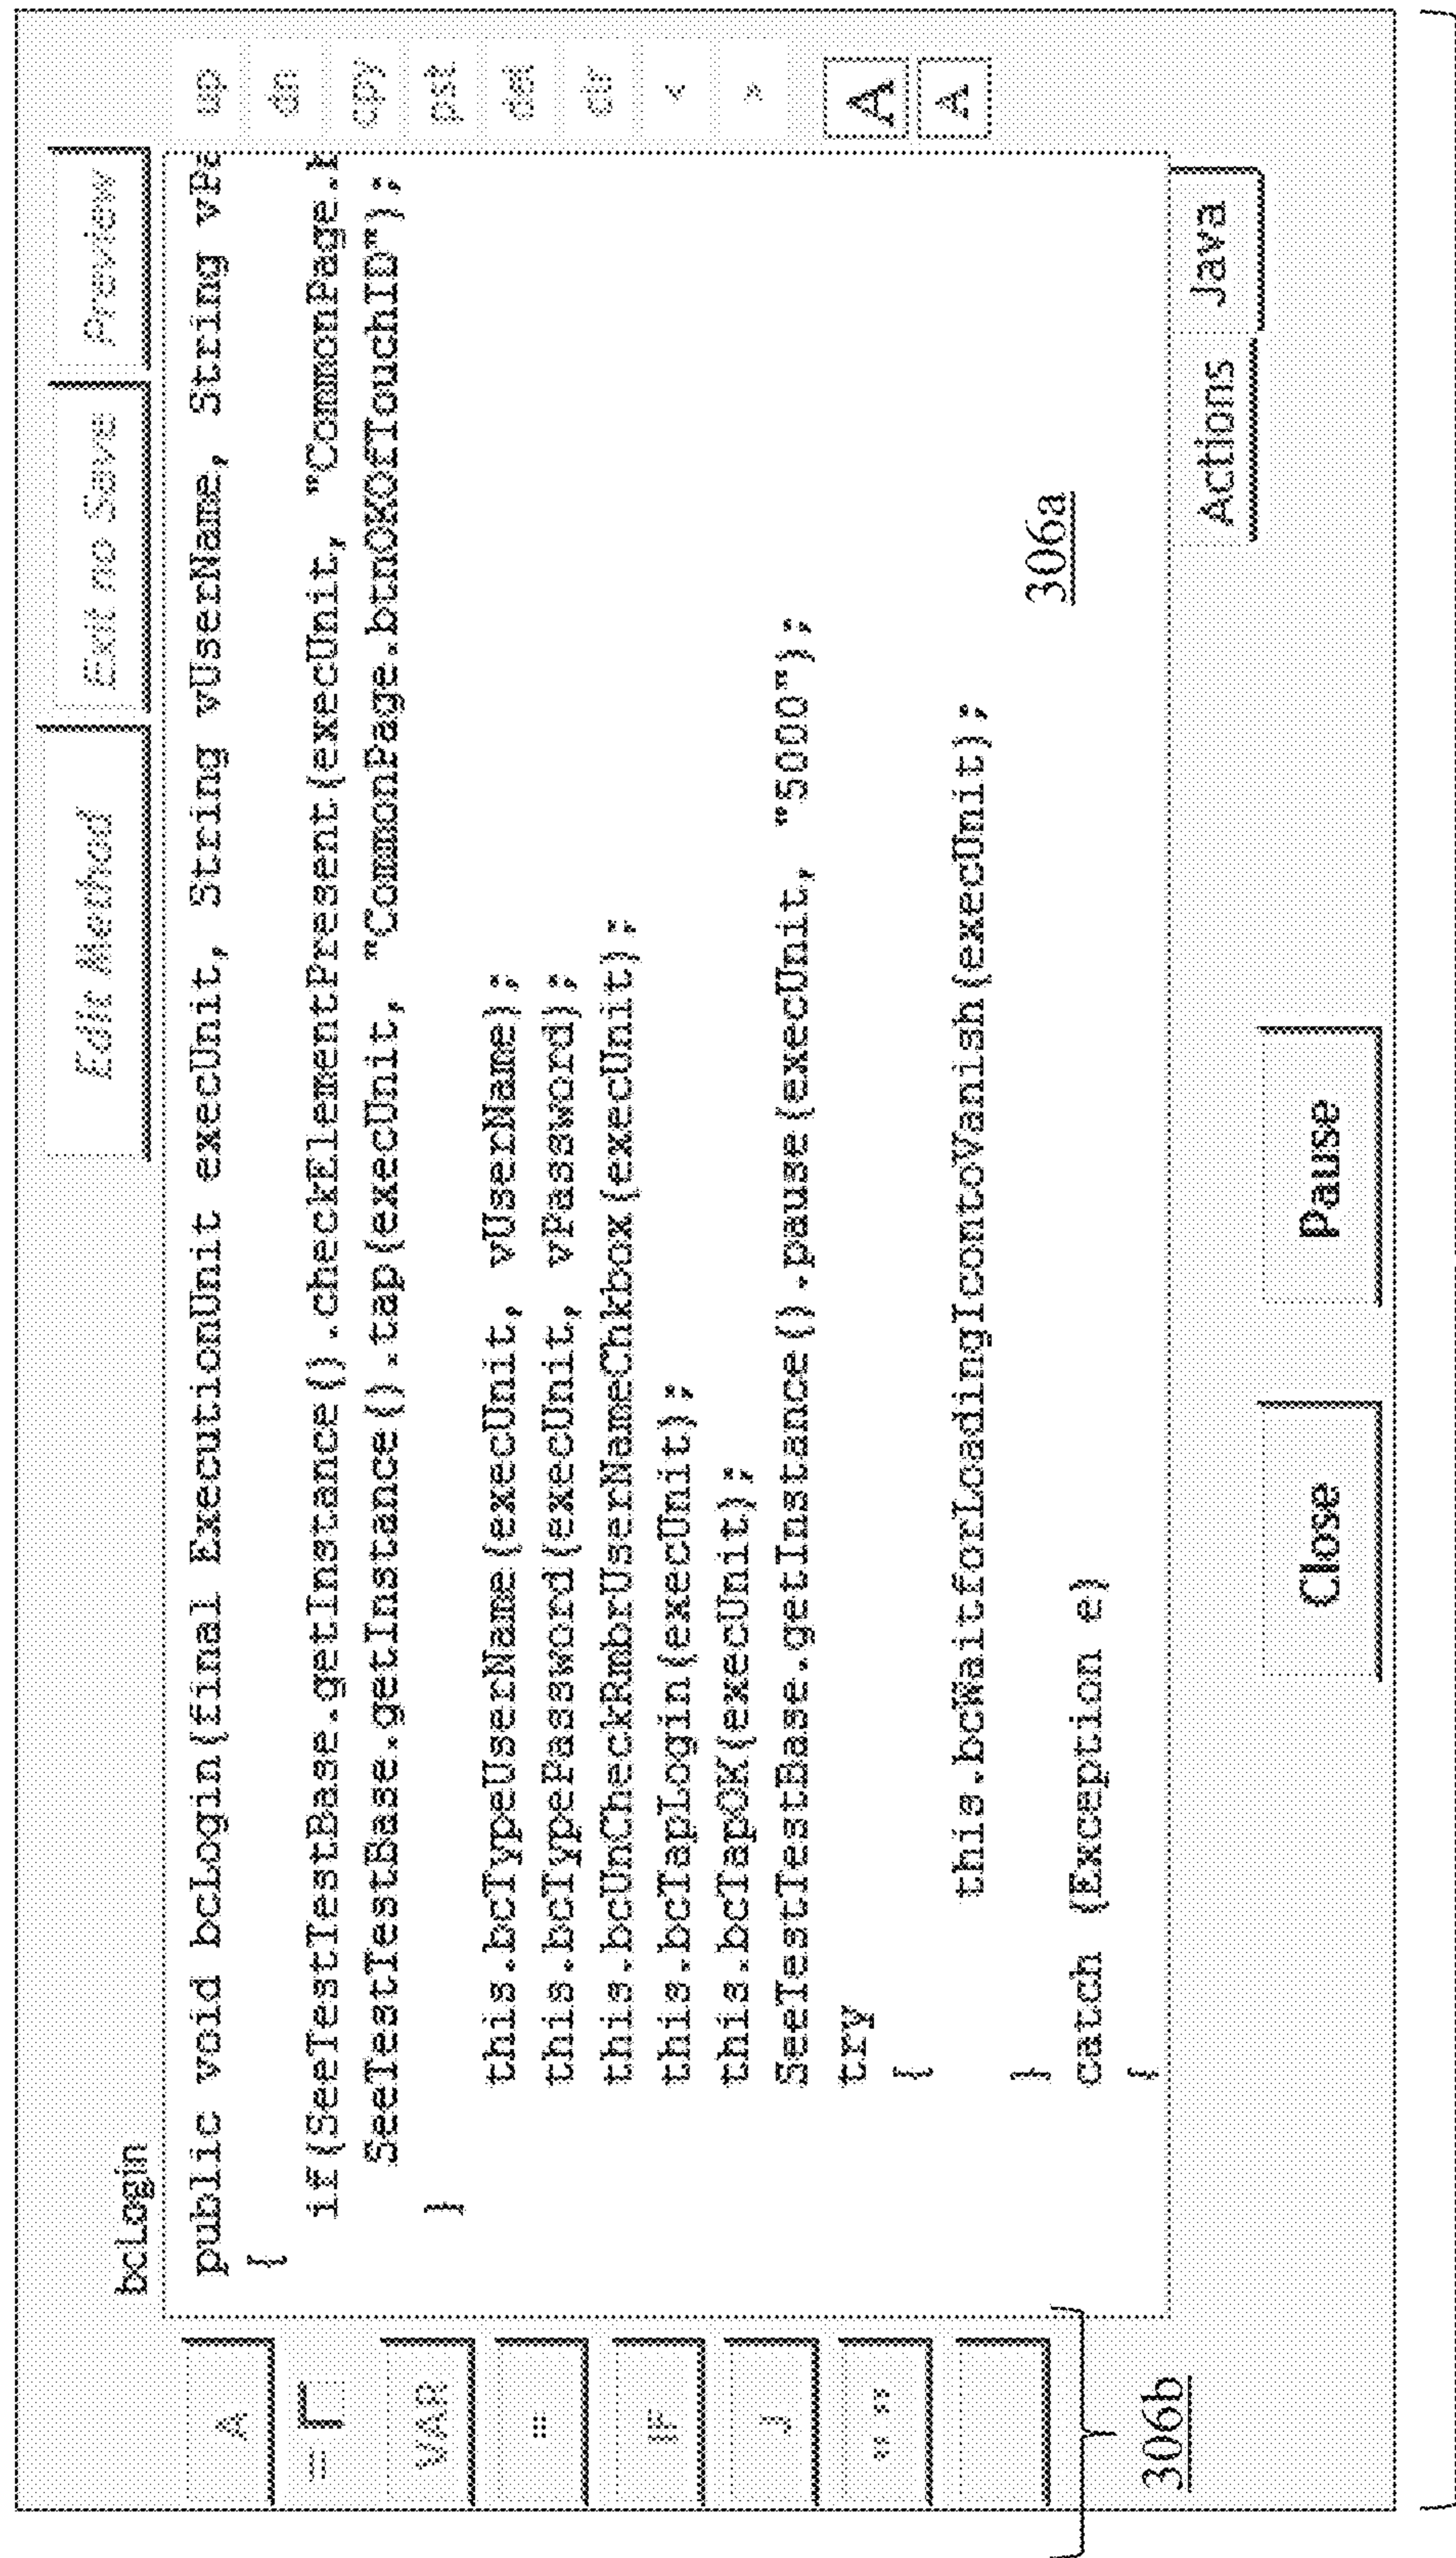 bcLogin
Edit Method
Exit no Save
Preview
A
=
VAR
=
IF
J
" "
public void bcLogin(final ExecutionUnit execUnit, String vUserName, String vPa
{
if(SeeTestTestBase.getInstance().checkElementPresent(execUnit, "CommonPage.
SeeTestTestBase.getInstance().tap(execUnit, "CommonPage.btnOKOfTouchID");
}
this.bcTypeUserName(execUnit, vUserName);
this.bcTypePassword(execUnit, vPassword);
this.bcUnCheckRmbrUserNameChkbox(execUnit);
this.bcTapLogin(execUnit);
this.bcTapOK(execUnit);
SeeTestTestBase.getInstance().pause(execUnit, "5000");
try
{
this.bcWaitforLoadingIcontoVanish(execUnit);
}
catch (Exception e)
{
306a
up
dn
cpy
pst
del
clr
<
>
A
A
Actions
Java
Close
Pause
306b